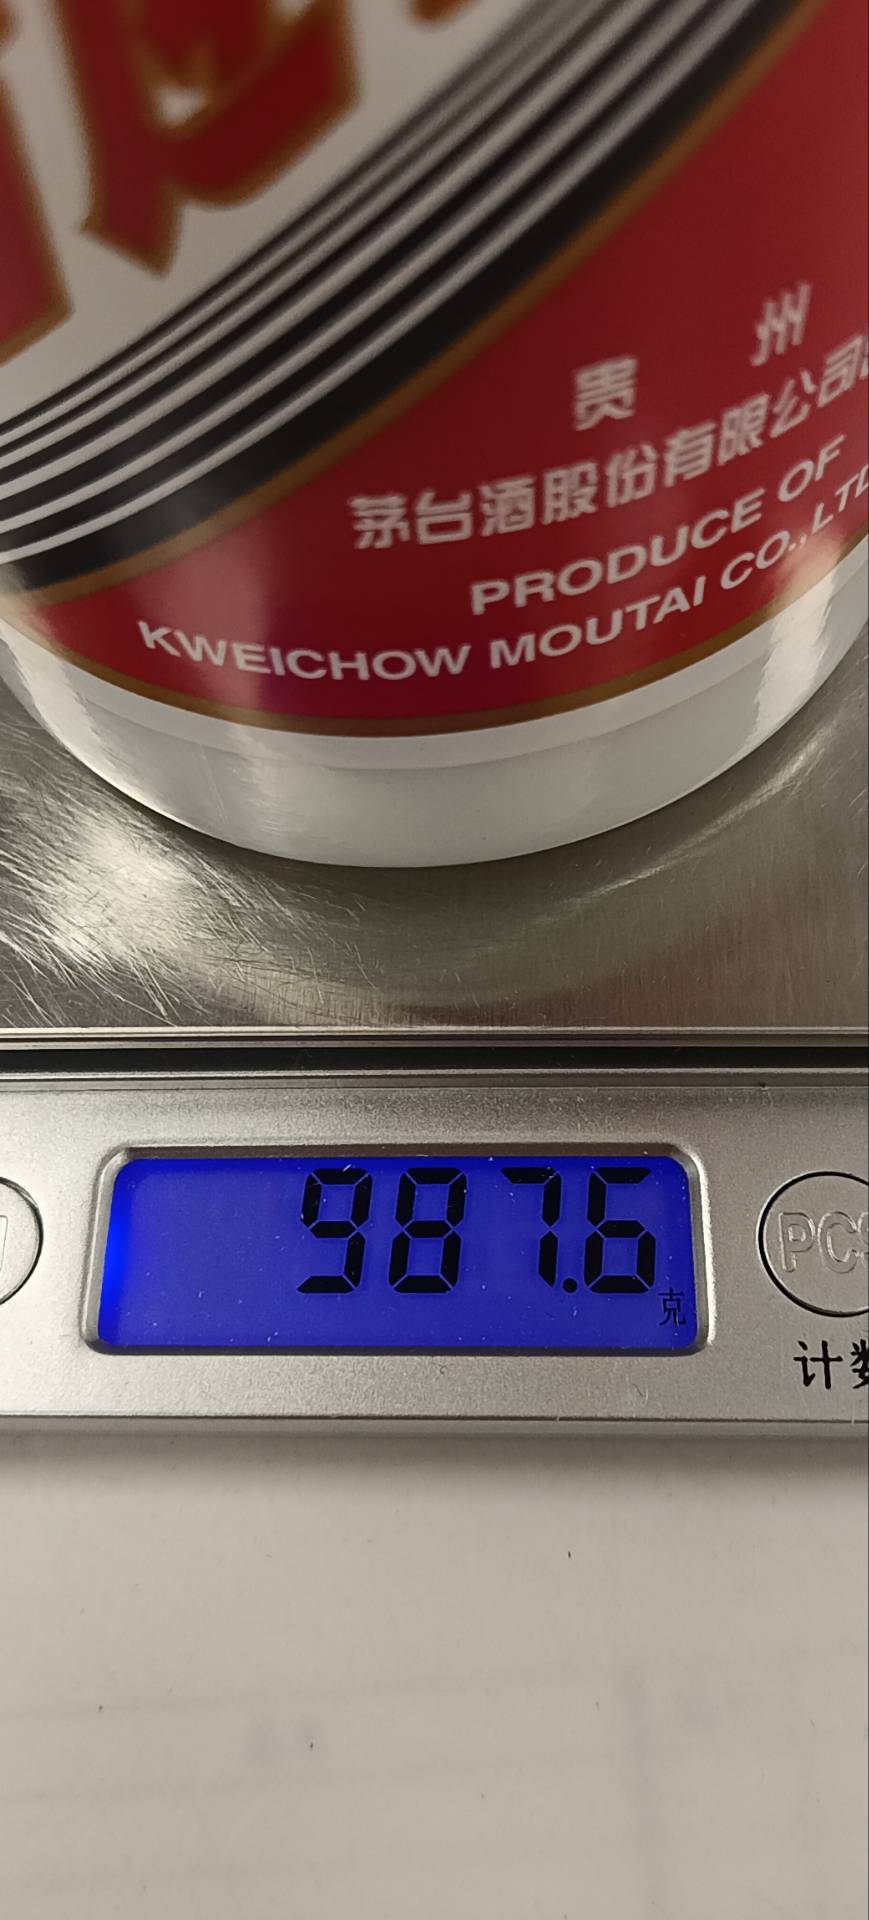 贵 州
茅台酒股份有限公司
PRODUCE OF
KWEICHOW MOUTAI CO., LTD
987.6
克
PCS
计数